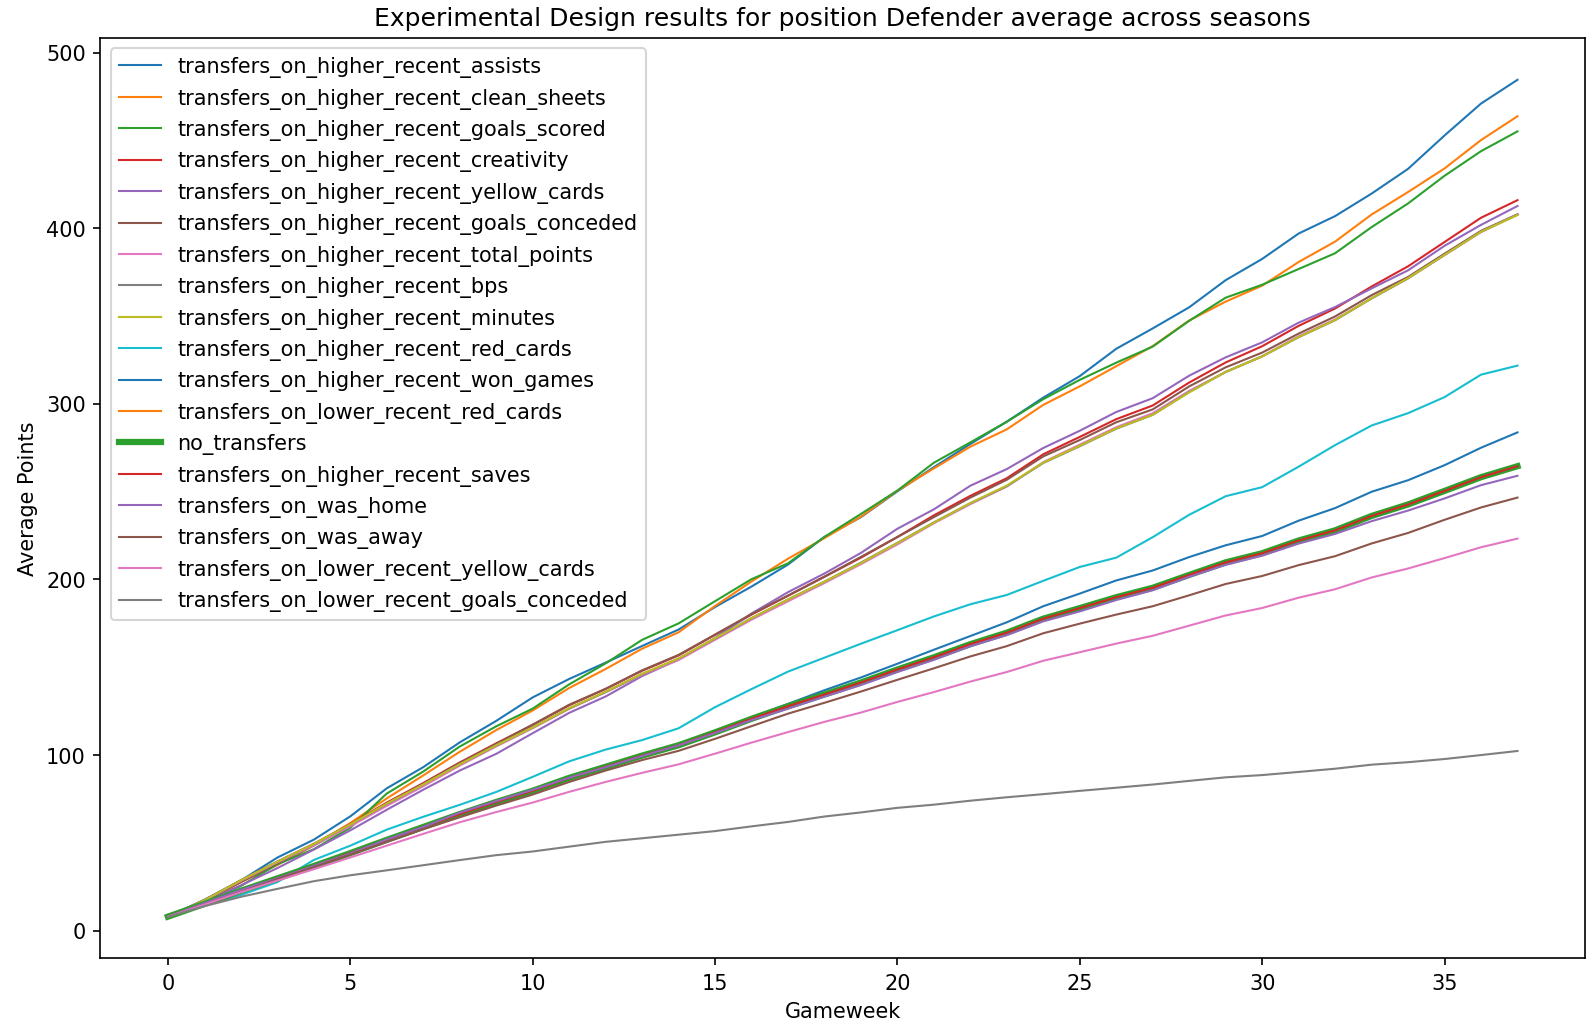 Experimental Design results for position Defender average across seasons
500
400
300
200
100
0
Average Points
transfers_on_higher_recent_assists
transfers_on_higher_recent_clean_sheets
transfers_on_higher_recent_goals_scored
transfers_on_higher_recent_creativity
transfers_on_higher_recent_yellow_cards
transfers_on_higher_recent_goals_conceded
transfers_on_higher_recent_total_points
transfers_on_higher_recent_bps
transfers_on_higher_recent_minutes
transfers_on_higher_recent_red_cards
transfers_on_higher_recent_won_games
transfers_on_lower_recent_red_cards
no_transfers
transfers_on_higher_recent_saves
transfers_on_was_home
transfers_on_was_away
transfers_on_lower_recent_yellow_cards
transfers_on_lower_recent_goals_conceded
0 5 10 15 20 25 30 35
Gameweek